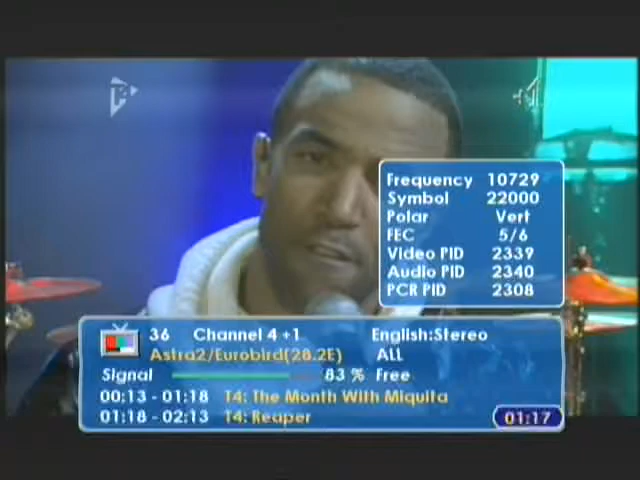 T4
+1
Frequency 10729
Symbol 22000
Polar Vert
FEC 5/6
Video PID 2339
Audio PID 2340
PCR PID 2308
36 Channel 4 +1 English:Stereo
Astra2/Eurobird(28.2E) ALL
Signal 83 % Free
00:13 - 01:18 T4: The Month With Miquita
01:18 - 02:13 T4: Reaper
01:17